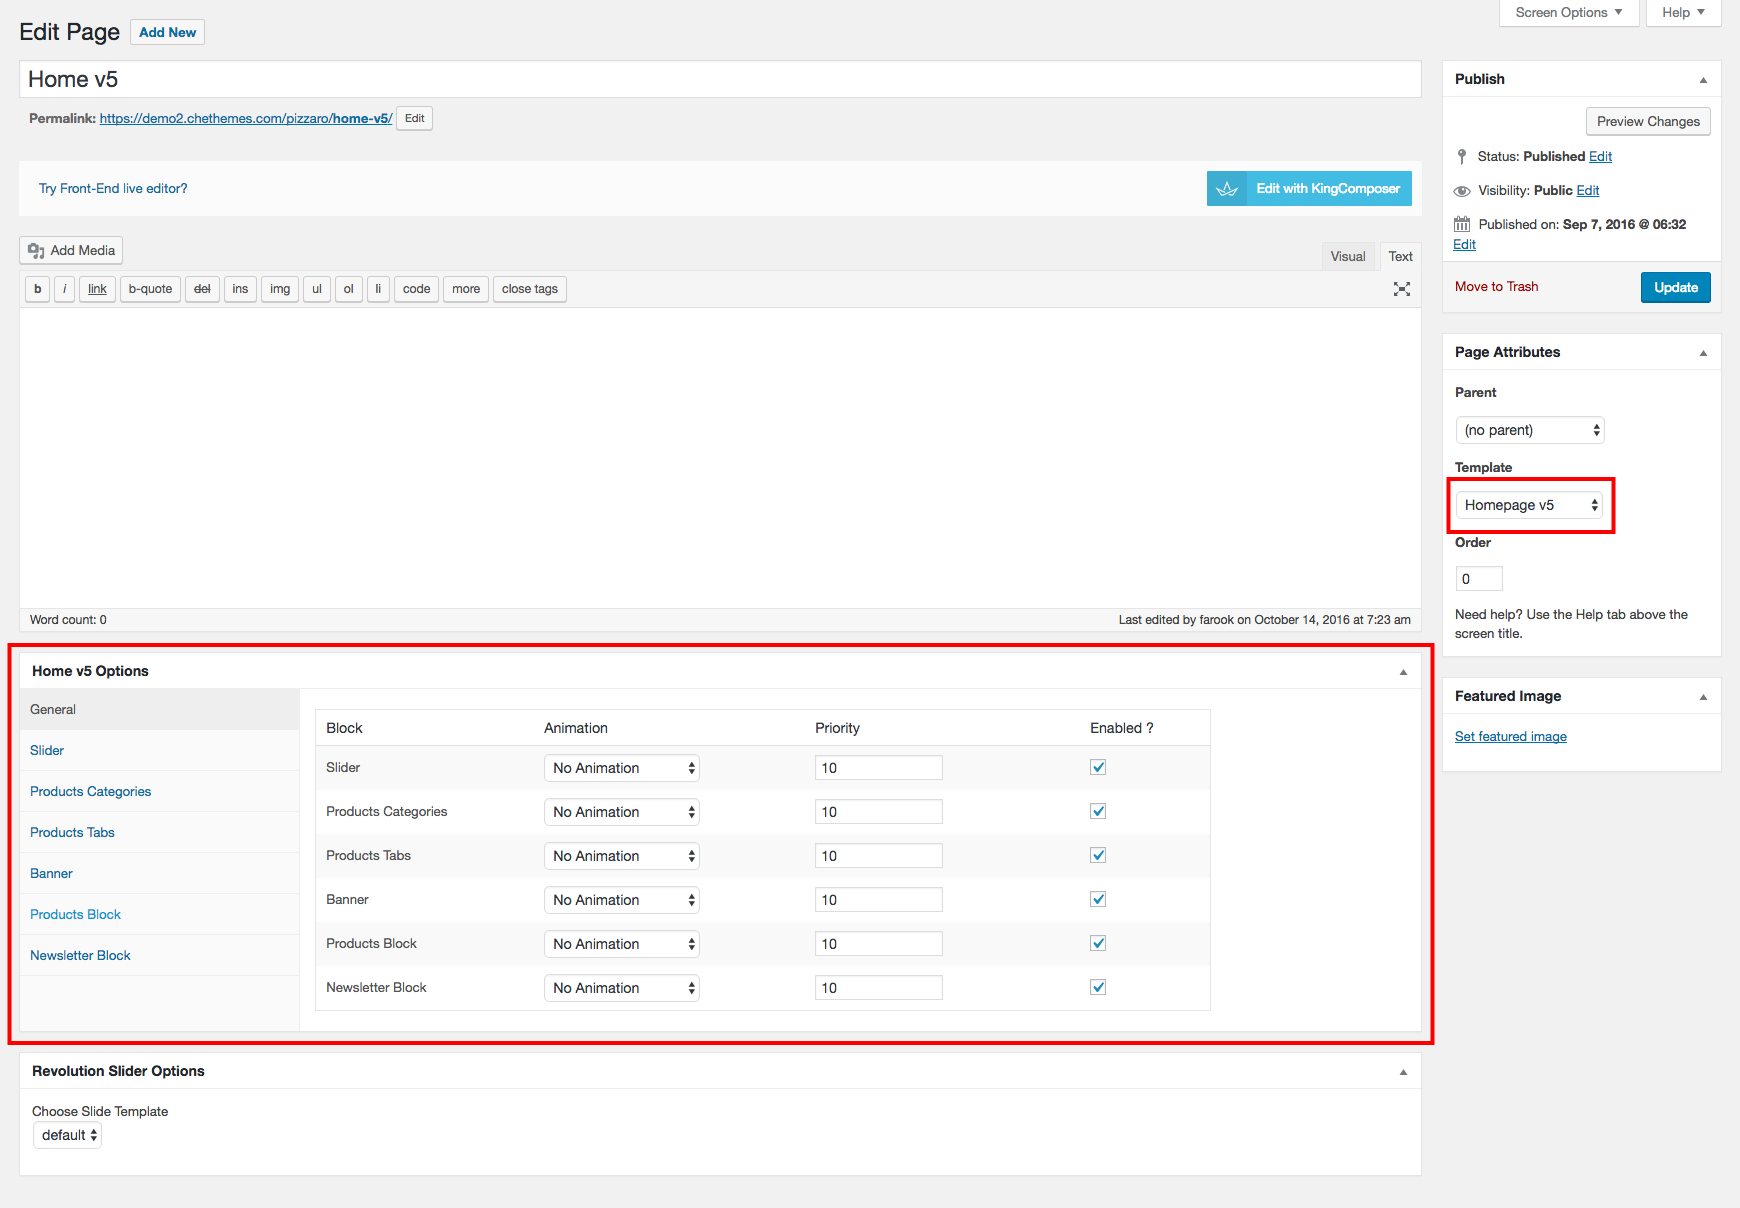 Screen Options
Help
Edit Page Add New
Home v5
Permalink: https://demo2.chethemes.com/pizzaro/home-v5/ Edit
Try Front-End live editor?
Edit with KingComposer
Add Media
Visual Text
b i link b-quote del ins img ul ol li code more close tags
Word count: 0
Last edited by farook on October 14, 2016 at 7:23 am
Home v5 Options
General
Slider
Products Categories
Products Tabs
Banner
Products Block
Newsletter Block
Block Animation Priority Enabled ?
Slider No Animation 10
Products Categories No Animation 10
Products Tabs No Animation 10
Banner No Animation 10
Products Block No Animation 10
Newsletter Block No Animation 10
Revolution Slider Options
Choose Slide Template
default
Publish
Preview Changes
Status: Published Edit
Visibility: Public Edit
Published on: Sep 7, 2016 @ 06:32
Edit
Move to Trash
Update
Page Attributes
Parent
(no parent)
Template
Homepage v5
Order
0
Need help? Use the Help tab above the
screen title.
Featured Image
Set featured image